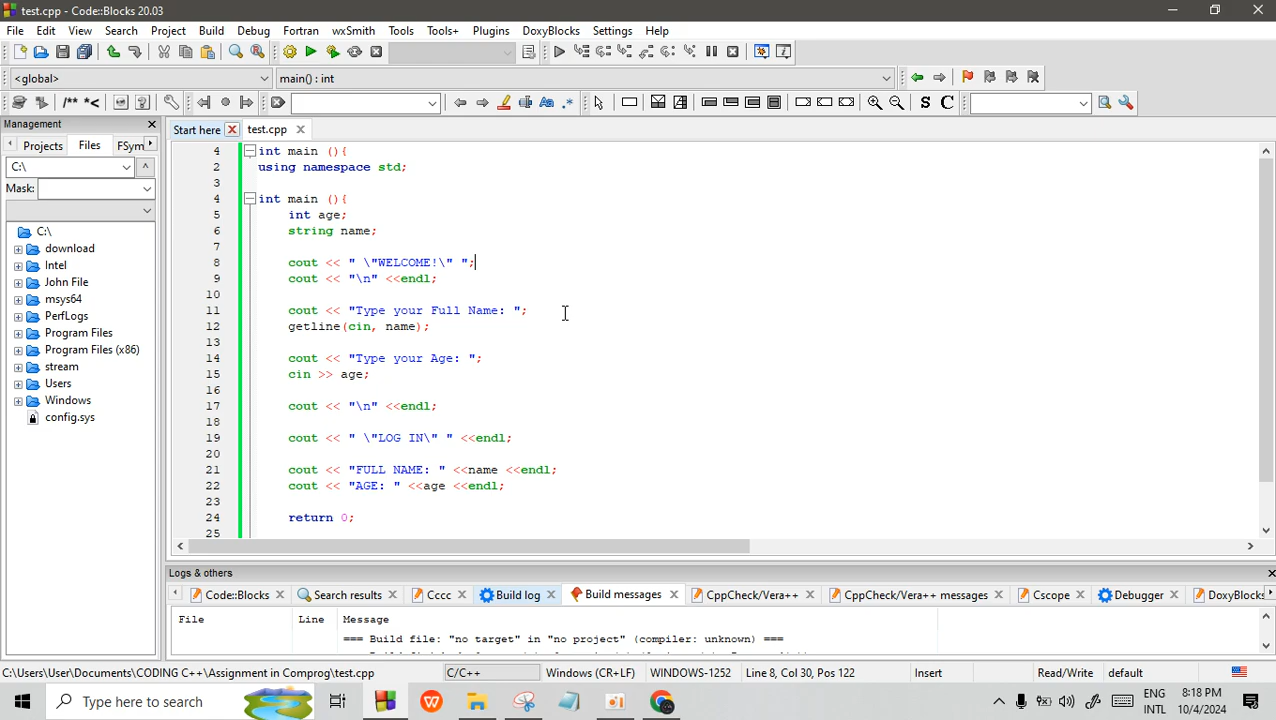 test.cpp - Code::Blocks 20.03
File Edit View Search Project Build Debug Fortran wxSmith Tools Tools+ Plugins DoxyBlocks Settings Help
<global> main() : int
/** *< Aa .* S C
Management
Start here test.cpp
Projects Files FSym
C:\
Mask:
C:\
download
Intel
John File
msys64
PerfLogs
Program Files
Program Files (x86)
stream
Users
Windows
config.sys
4 int main (){
2 using namespace std;
3
4 int main (){
5 int age;
6 string name;
7
8 cout << " \"WELCOME!\" ";
9 cout << "\n" <<endl;
10
11 cout << "Type your Full Name: ";
12 getline(cin, name);
13
14 cout << "Type your Age: ";
15 cin >> age;
16
17 cout << "\n" <<endl;
18
19 cout << " \"LOG IN\" " <<endl;
20
21 cout << "FULL NAME: " <<name <<endl;
22 cout << "AGE: " <<age <<endl;
23
24 return 0;
25
Logs & others
Code::Blocks Search results Cccc Build log Build messages CppCheck/Vera++ CppCheck/Vera++ messages Cscope Debugger DoxyBlocks
File Line Message
=== Build file: "no target" in "no project" (compiler: unknown) ===
C:\Users\User\Documents\CODING C++\Assignment in Comprog\test.cpp C/C++ Windows (CR+LF) WINDOWS-1252 Line 8, Col 30, Pos 122 Insert Read/Write default
Type here to search
ENG
INTL
8:18 PM
10/4/2024